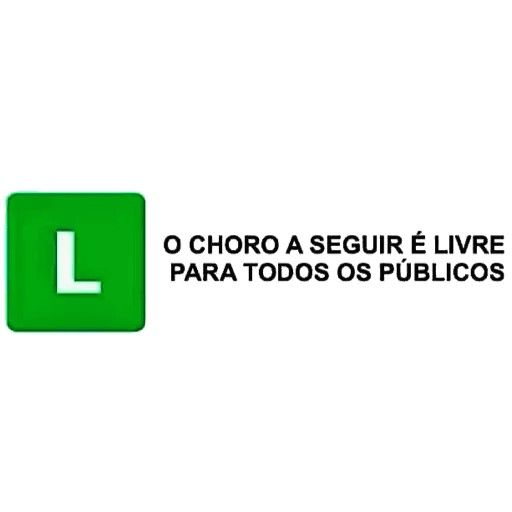 L
O CHORO A SEGUIR É LIVRE
PARA TODOS OS PÚBLICOS